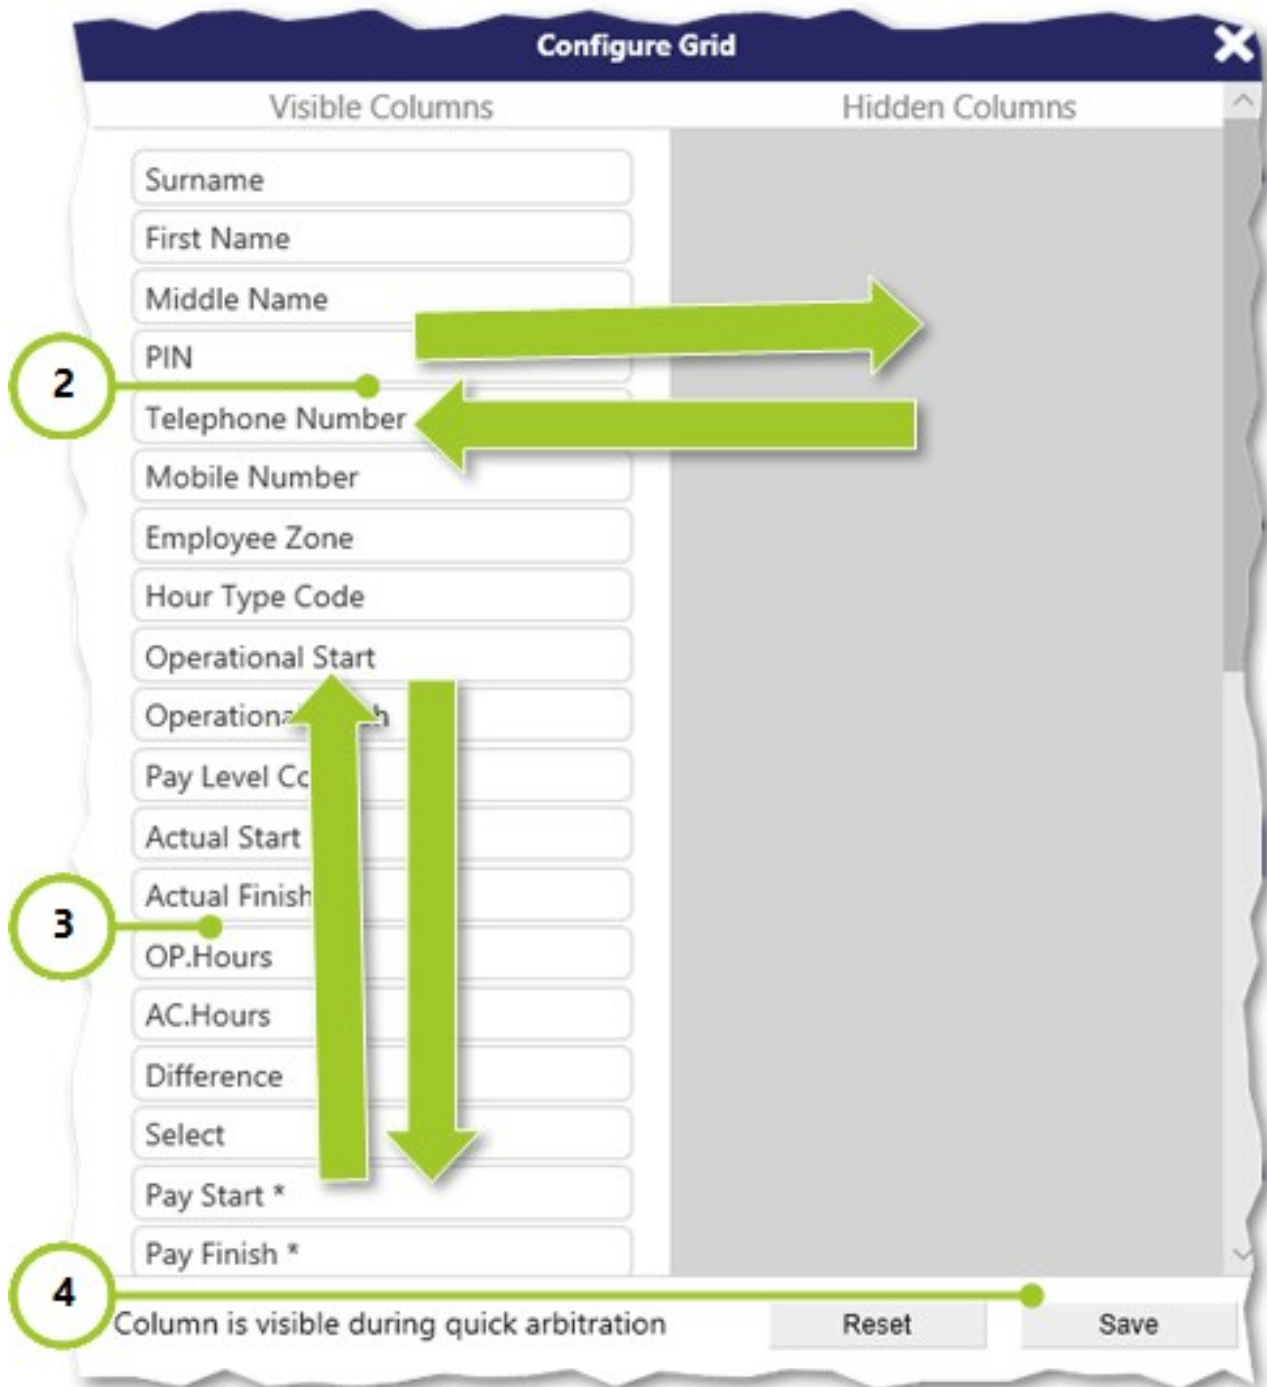 Configure Grid
Visible Columns
Hidden Columns
Surname
First Name
Middle Name
PIN
2
Telephone Number
Mobile Number
Employee Zone
Hour Type Code
Operational Start
Operational
Pay Level
Actual Start
Actual Finish
3
OP.Hours
AC.Hours
Difference
Select
Pay Start *
Pay Finish *
4
Column is visible during quick arbitration
Reset
Save